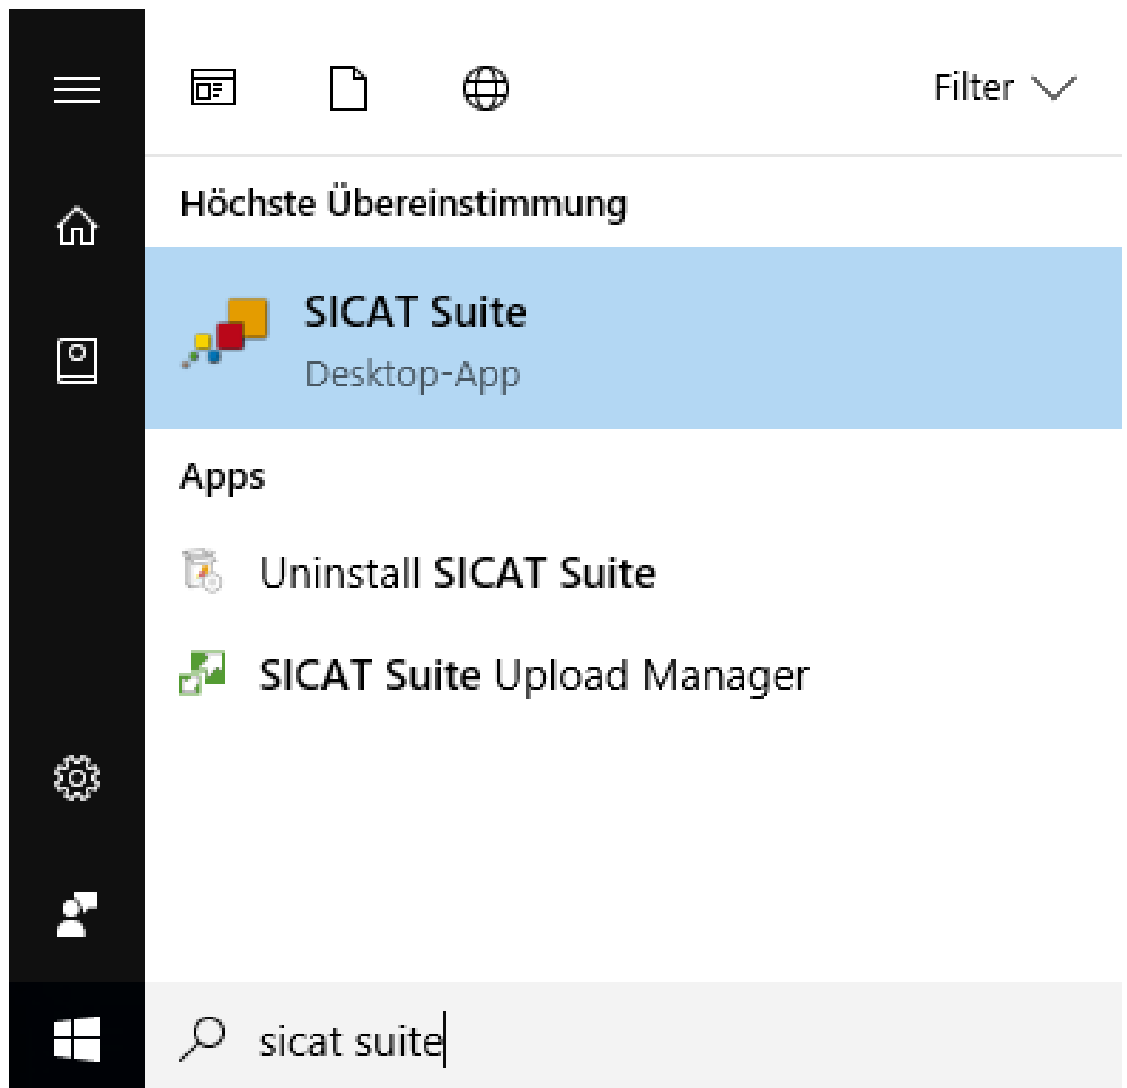 Filter
Höchste Übereinstimmung
SICAT Suite
Desktop-App
Apps
Uninstall SICAT Suite
SICAT Suite Upload Manager
sicat suite